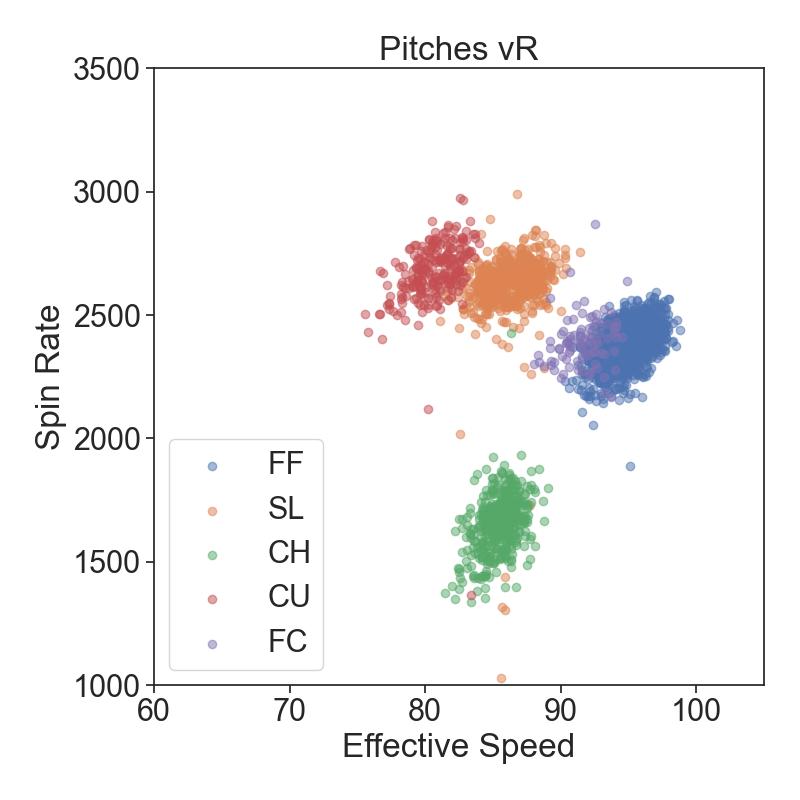 Pitches vR
3500
3000
2500
2000
1500
1000
Spin Rate
FF
SL
CH
CU
FC
60 70 80 90 100
Effective Speed